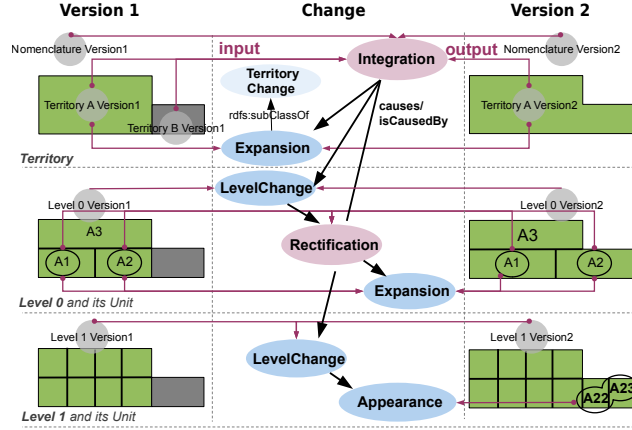 Version 1
Change
Version 2
input
output
Nomenclature Version1
Integration
Nomenclature Version2
Territory
Change
causes/
isCausedBy
Territory A Version1
Territory B Version1
Territory A Version2
rdfs:subClassOf
Expansion
Territory
LevelChange
Level 0 Version1
Level 0 Version2
A3
A3
Rectification
A1
A2
A1
A2
Expansion
Level 0 and its Unit
Level 1 Version1
Level 1 Version2
LevelChange
A23
A22
Appearance
Level 1 and its Unit